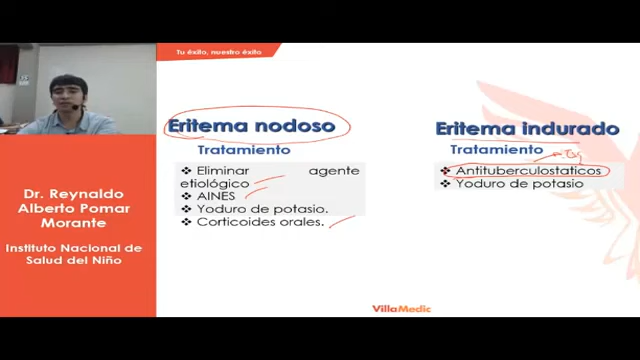 Tu éxito, nuestro éxito
Eritema nodoso
Tratamiento
❖ Eliminar agente
etiológico
❖ AINES
❖ Yoduro de potasio.
❖ Corticoides orales.
Eritema indurado
Tratamiento
❖ Antituberculostaticos
❖ Yoduro de potasio
Dr. Reynaldo
Alberto Pomar
Morante
Instituto Nacional de
Salud del Niño
VillaMedic